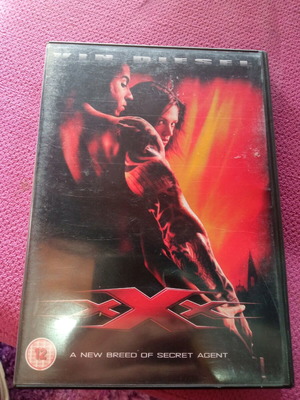 VIN DIESEL
xXx
12
A NEW BREED OF SECRET AGENT